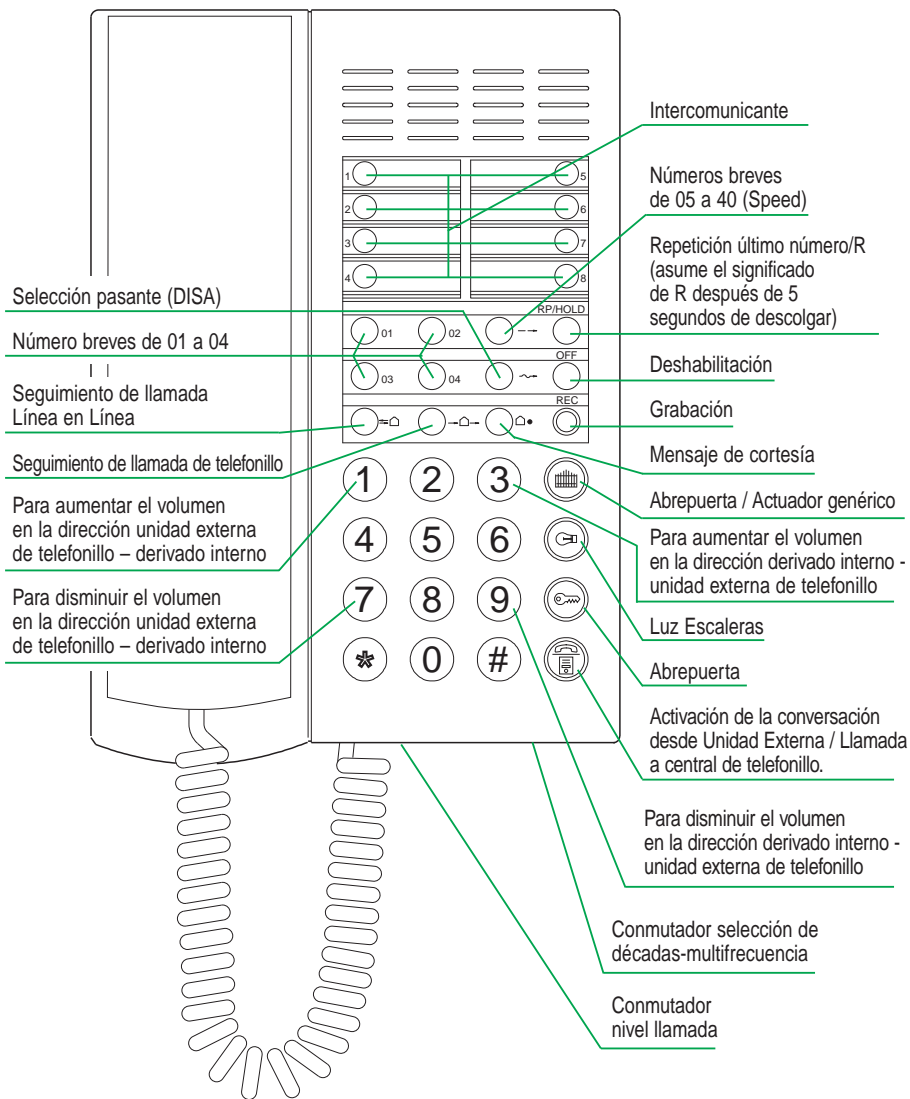 Intercomunicante
Números breves
de 05 a 40 (Speed)
Repetición último número/R
(asume el significado
de R después de 5
segundos de descolgar)
Deshabilitación
Grabación
Mensaje de cortesía
Abrepuerta / Actuador genérico
Para aumentar el volumen
en la dirección derivado interno -
unidad externa de telefonillo
Luz Escaleras
Abrepuerta
Activación de la conversación
desde Unidad Externa / Llamada
a central de telefonillo.
Para disminuir el volumen
en la dirección derivado interno -
unidad externa de telefonillo
Conmutador selección de
décadas-multifrecuencia
Conmutador
nivel llamada
Selección pasante (DISA)
Número breves de 01 a 04
Seguimiento de llamada
Línea en Línea
Seguimiento de llamada de telefonillo
Para aumentar el volumen
en la dirección unidad externa
de telefonillo – derivado interno
Para disminuir el volumen
en la dirección unidad externa
de telefonillo – derivado interno
1 5
2 6
3 7
4 8
RP/HOLD
01 02
OFF
03 04
REC
1 2 3
4 5 6
7 8 9
* 0 #